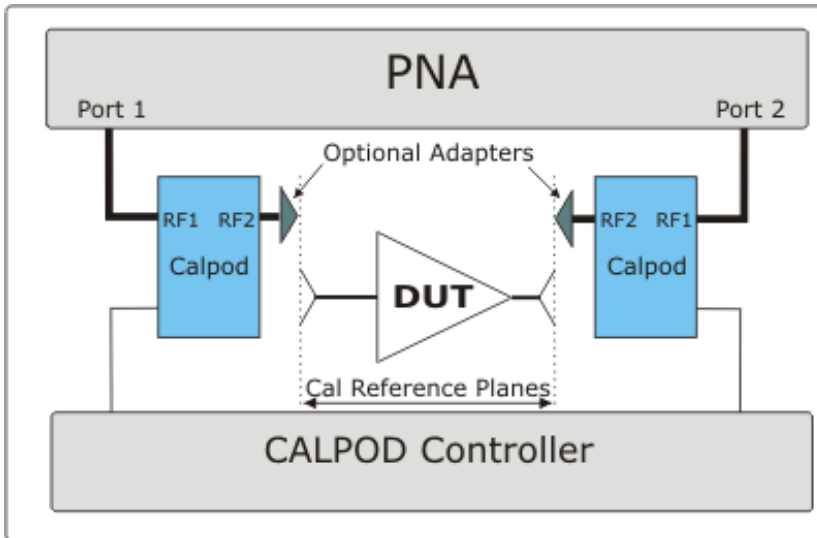 PNA
Port 1
Port 2
Optional Adapters
RF1 RF2
Calpod
RF2 RF1
Calpod
DUT
Cal Reference Planes
CALPOD Controller